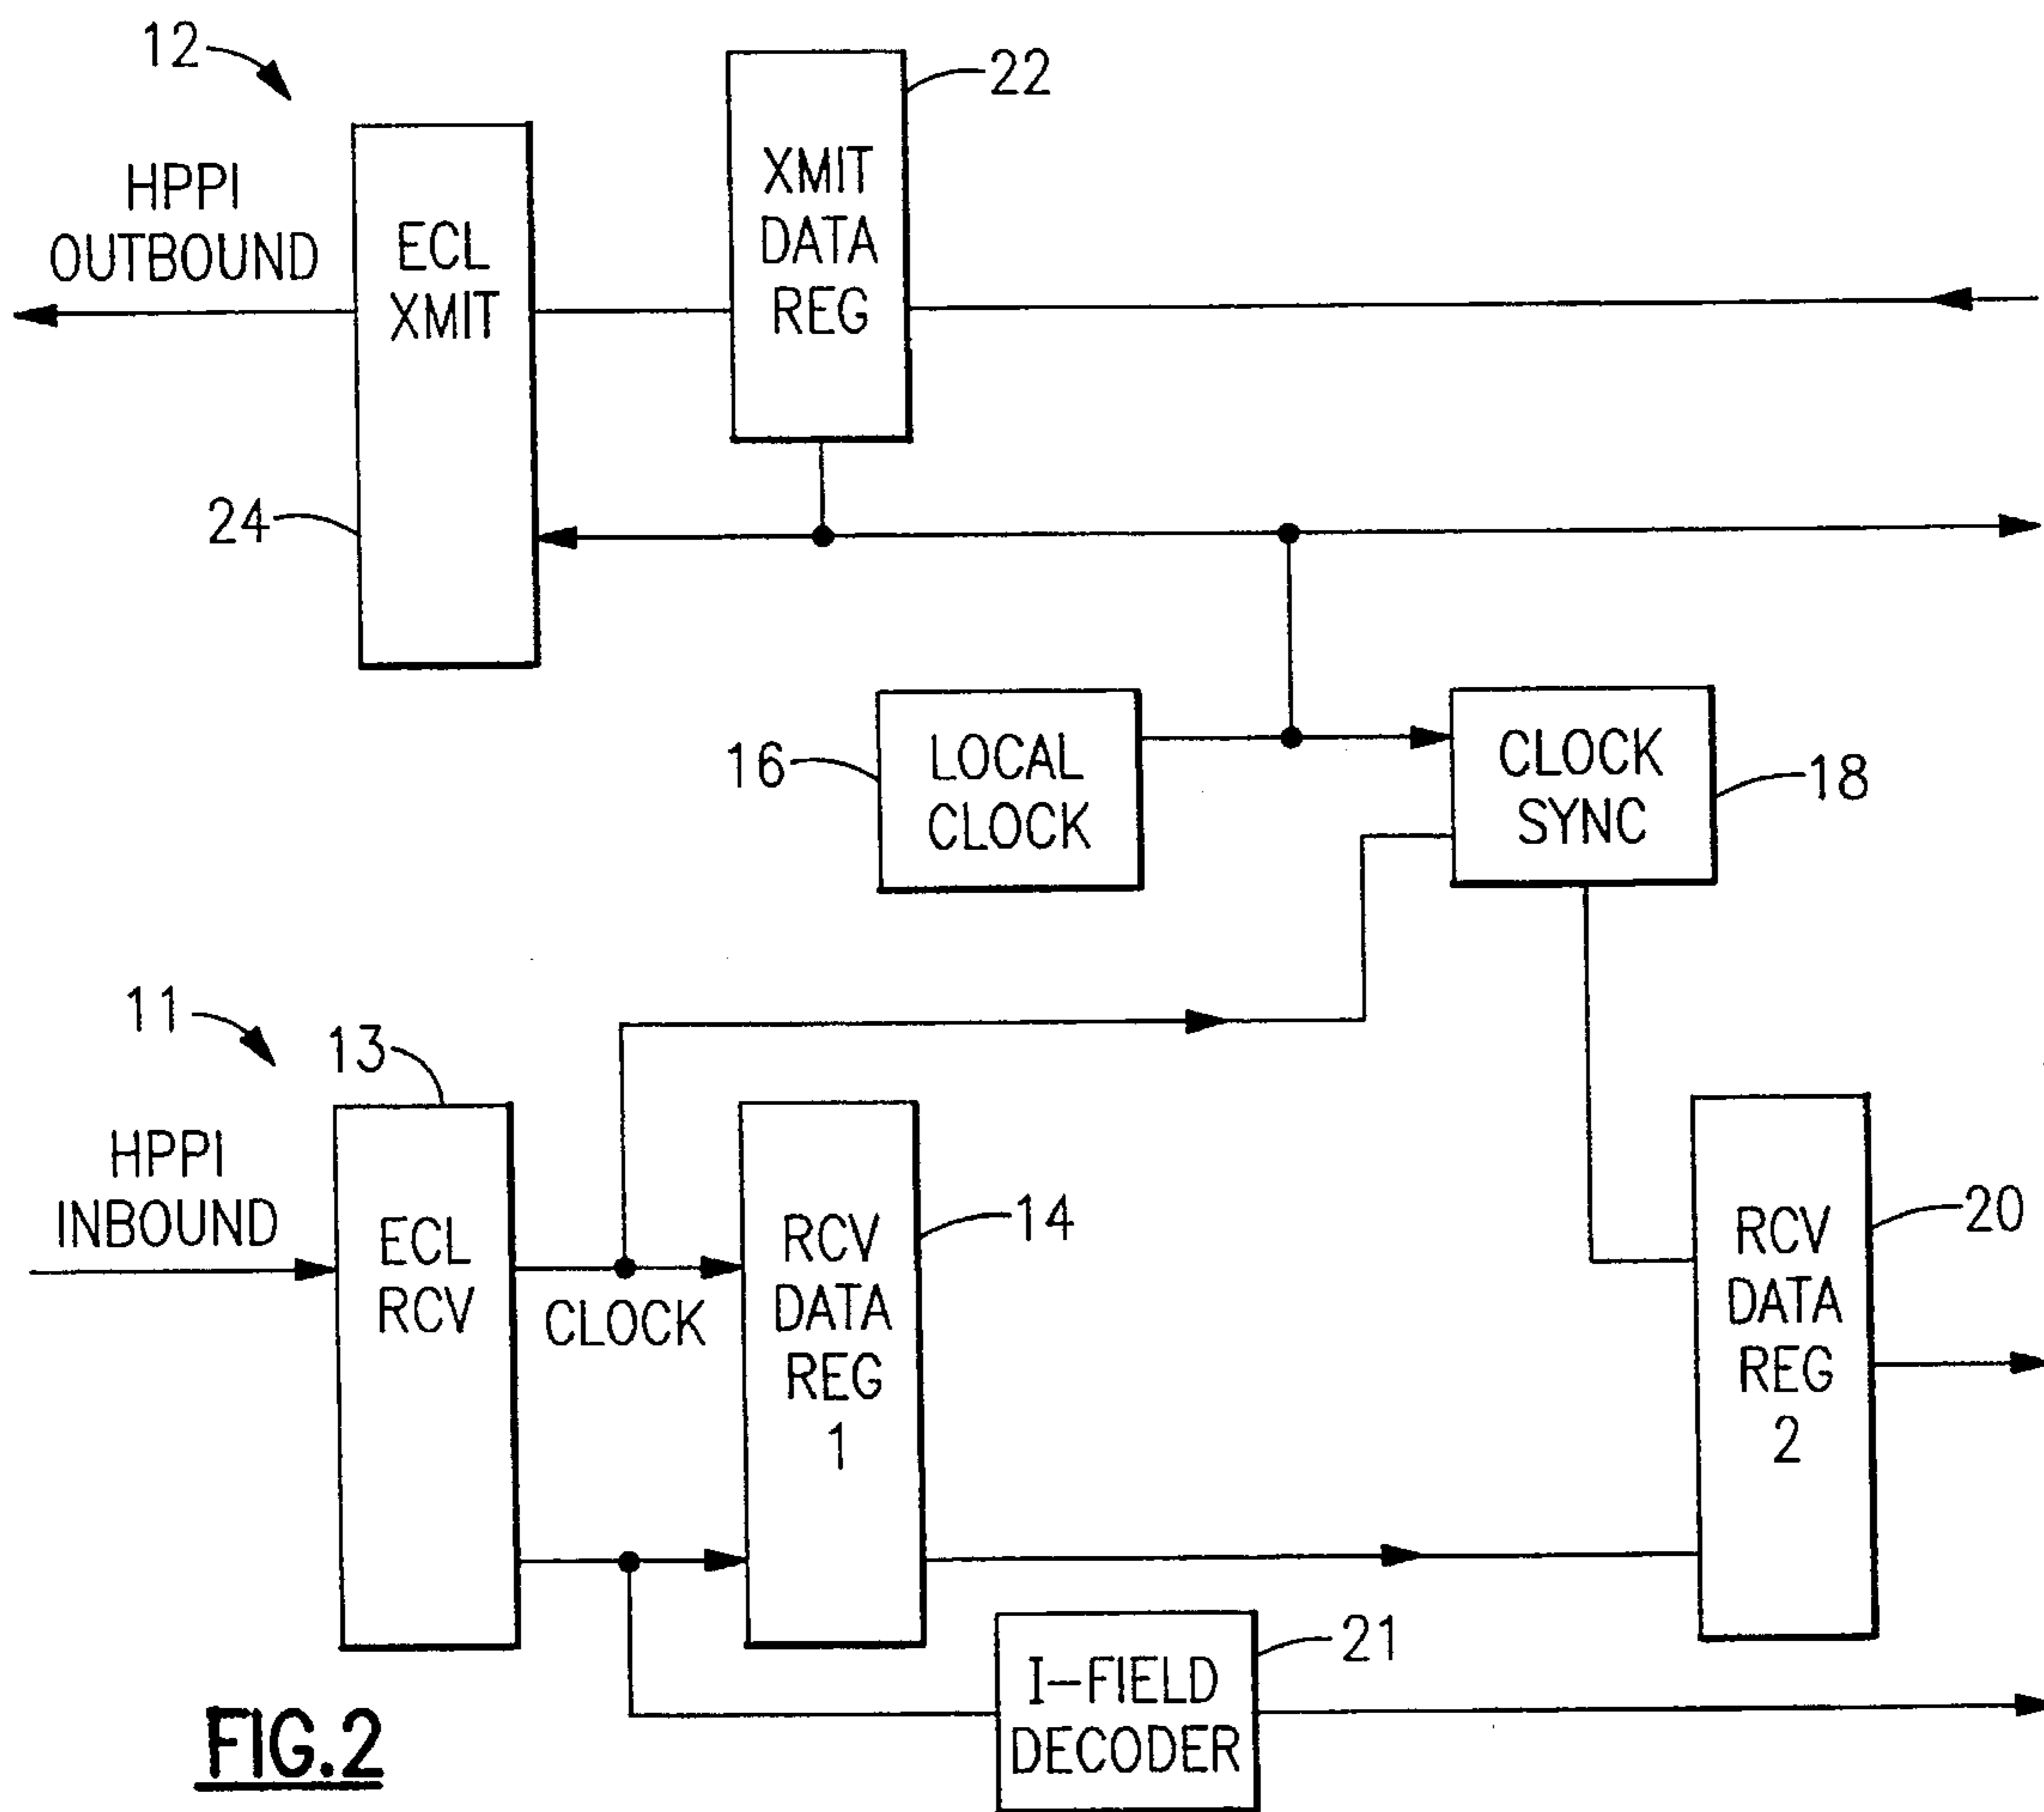 12
22
HPPI
OUTBOUND
ECL
XMIT
XMIT
DATA
REG
24
16
LOCAL
CLOCK
CLOCK
SYNC
18
11
13
HPPI
INBOUND
ECL
RCV
CLOCK
RCV
DATA
REG
1
14
RCV
DATA
REG
2
20
I-FIELD
DECODER
21
FIG.2